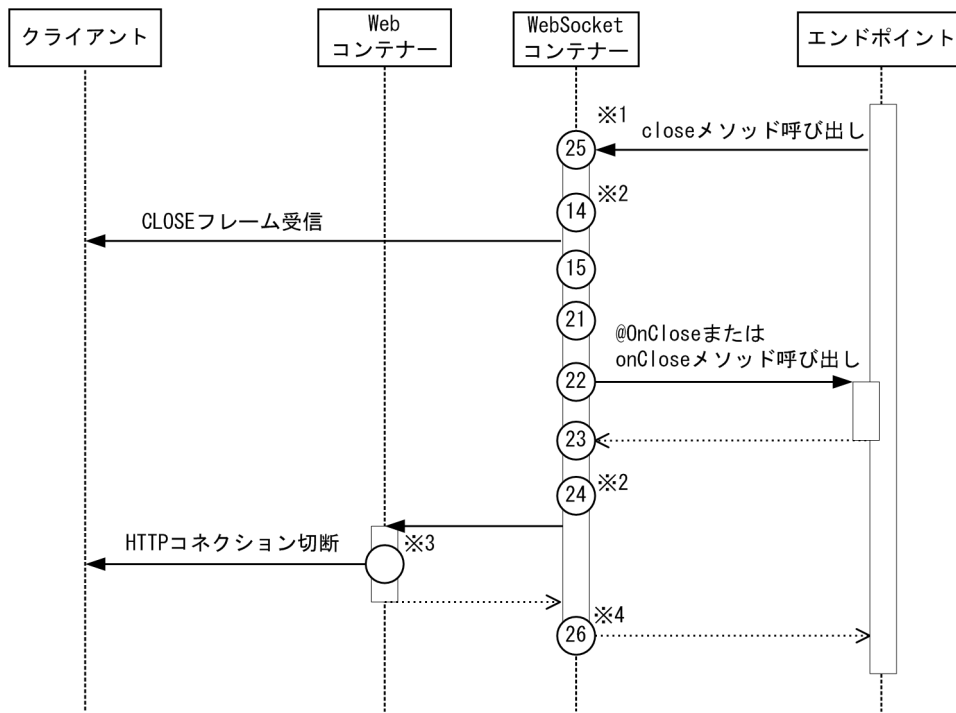 クライアント
Web
コンテナー
WebSocket
コンテナー
エンドポイント
※1
closeメソッド呼び出し
25
※2
14
CLOSEフレーム受信
15
21
@OnCloseまたは
onCloseメソッド呼び出し
22
23
※2
24
HTTPコネクション切断
※3
※4
26